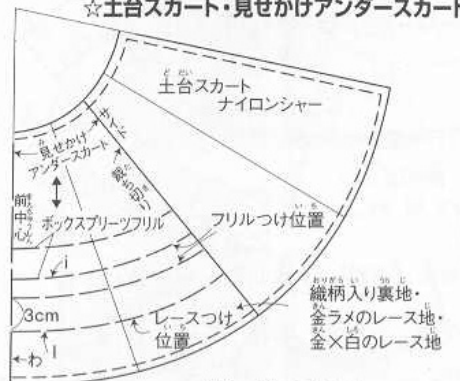 ☆土台スカート・見せかけアンダースカート
土台スカート
ナイロンシャー
見せかけ
アンダースカート
サイド
裁ち切り
前中心
ボックスプリーツフリル
フリルつけ位置
i
3cm
レースつけ
位置
l
わ
織柄入り裏地・
金ラメのレース地・
金×白のレース地